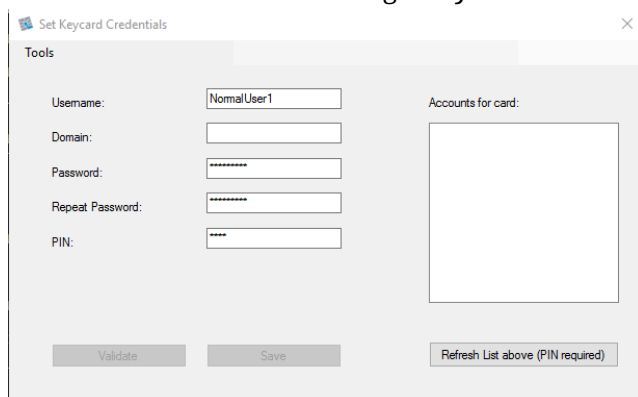 Set Keycard Credentials
Tools
Username: NormalUser1
Accounts for card:
Domain:
Password: *********
Repeat Password: *********
PIN: ****
Validate Save Refresh List above (PIN required)